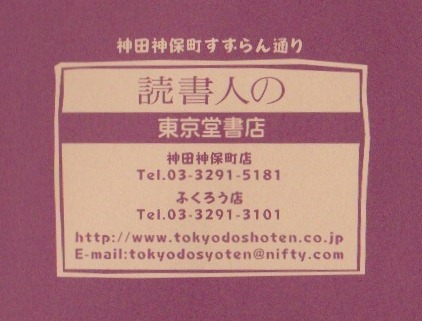 神田神保町すずらん通り
読書人の
東京堂書店
神田神保町店
Tel.03-3291-5181
ふくろう店
Tel.03-3291-3101
http://www.tokyodoshoten.co.jp
E-mail:tokyodosyoten@nifty.com